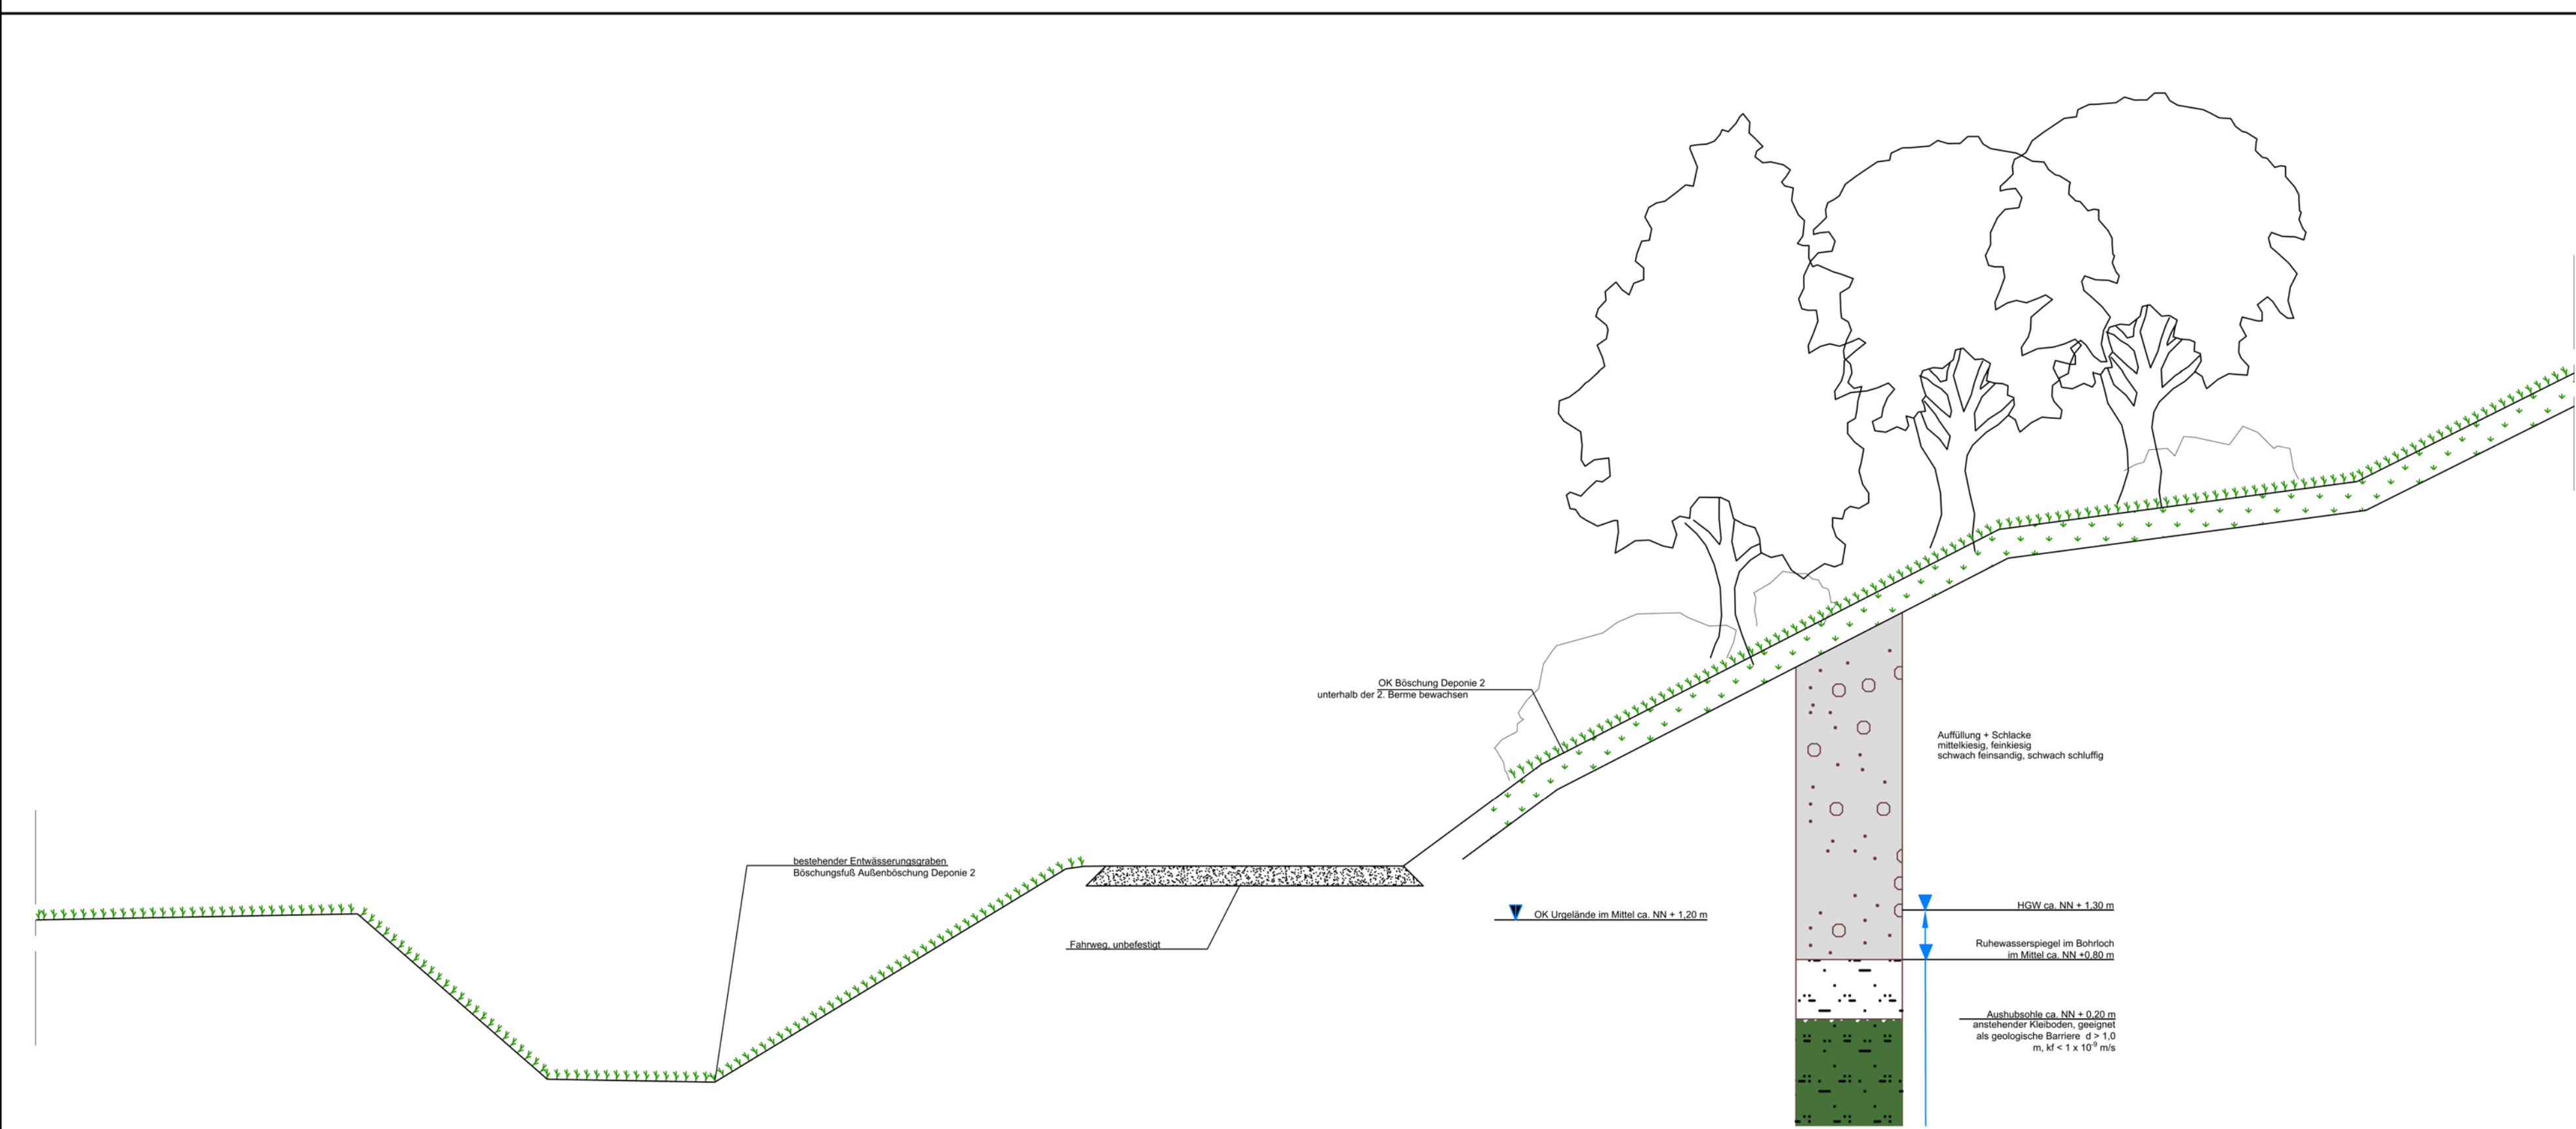 OK Böschung Deponie 2
unterhalb der 2. Berme bewachsen
Auffüllung + Schlacke
mittelkiesig, feinkiesig
schwach feinsandig, schwach schluffig
bestehender Entwässerungsgraben
Böschungsfuß Außenböschung Deponie 2
HGW ca. NN + 1,30 m
OK Urgelände im Mittel ca. NN + 1,20 m
Fahrweg, unbefestigt
Ruhewasserspiegel im Bohrloch
im Mittel ca. NN +0,80 m
Aushubsohle ca. NN + 0,20 m
anstehender Kleiboden, geeignet
als geologische Barriere d > 1,0
m, kf < 1 x 10⁻⁹ m/s